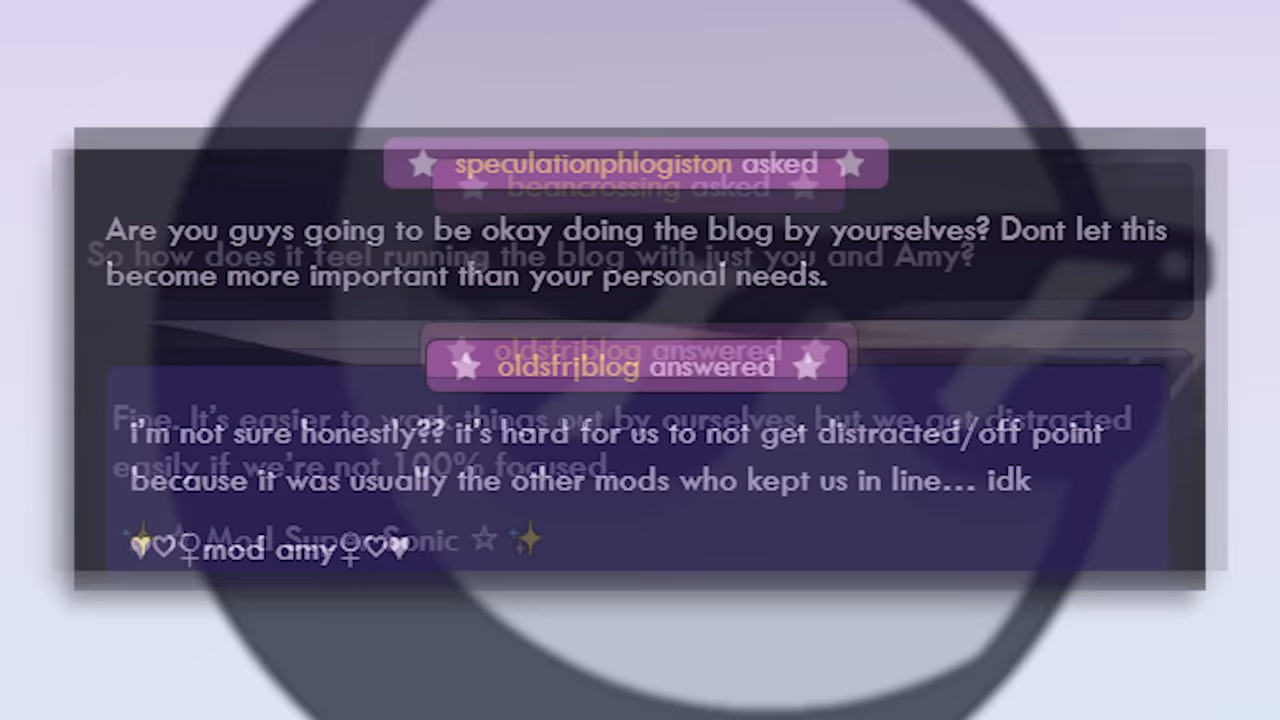 speculationphlogiston asked
beancrossing asked
Are you guys going to be okay doing the blog by yourselves? Dont let this
become more important than your personal needs.
So how does it feel running the blog with just you and Amy?
oldsfrjblog answered
oldsfrjblog answered
i'm not sure honestly?? it's hard for us to not get distracted/off point
because it was usually the other mods who kept us in line... idk
♥♡♀mod amy♀♡♥
Fine. It's easier to work things out by ourselves, but we get distracted
easily if we're not 100% focused.
✨☆ Mod Super Sonic ☆✨